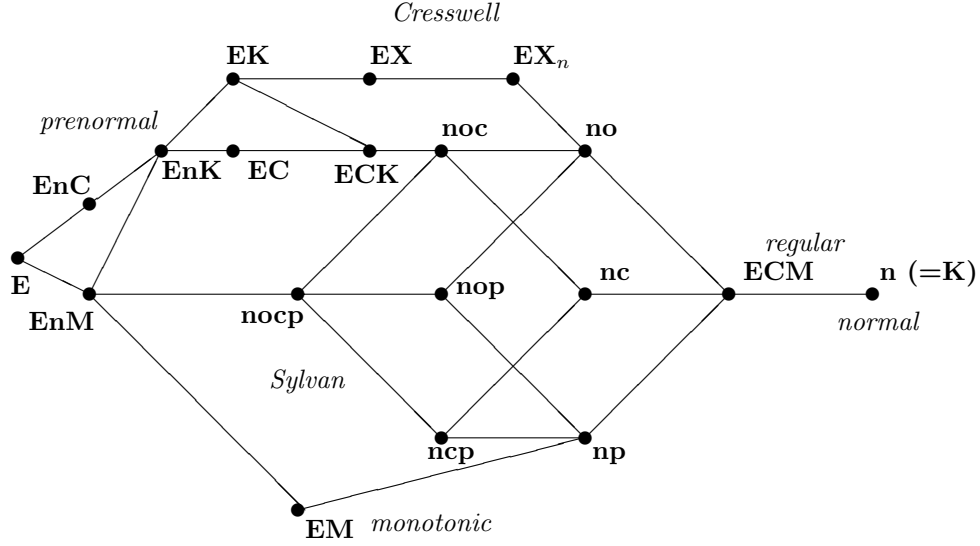 Cresswell
EK EX EXₙ
prenormal noc no
EnK EC ECK
EnC
regular
E nop nc ECM n (=K)
EnM nocp normal
Sylvan
ncp np
EM monotonic